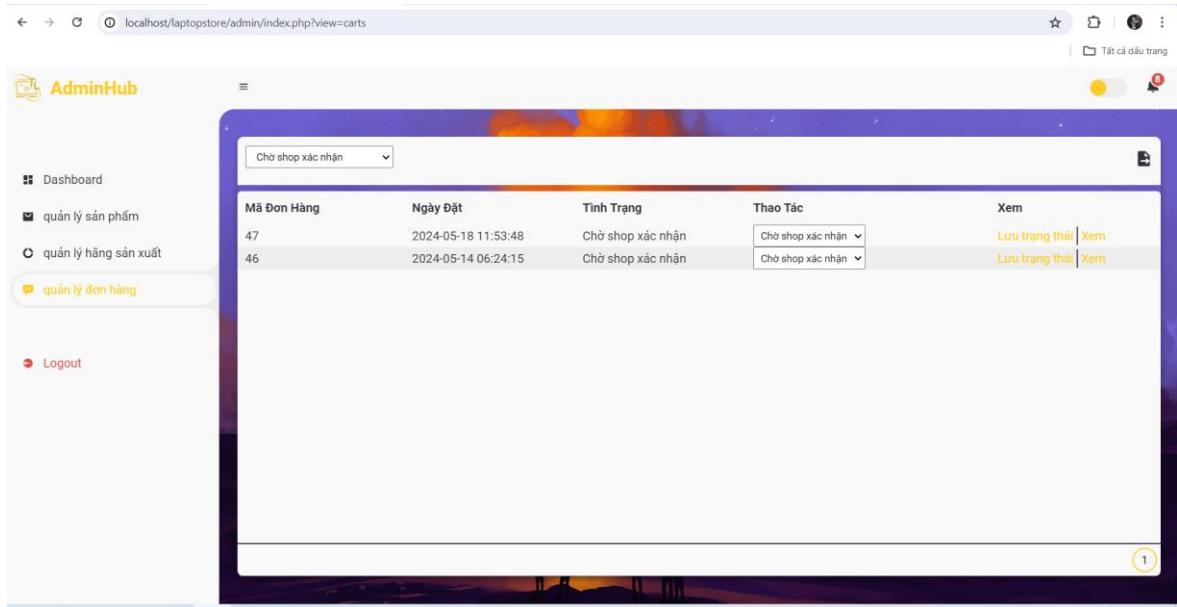 localhost/laptopstore/admin/index.php?view=carts
Tất cả dấu trang
AdminHub
8
Chờ shop xác nhận
Dashboard
quản lý sản phẩm
quản lý hãng sản xuất
quản lý đơn hàng
Logout
Mã Đơn Hàng Ngày Đặt Tình Trạng Thao Tác Xem
47 2024-05-18 11:53:48 Chờ shop xác nhận Chờ shop xác nhận Lưu trạng thái Xem
46 2024-05-14 06:24:15 Chờ shop xác nhận Chờ shop xác nhận Lưu trạng thái Xem
1